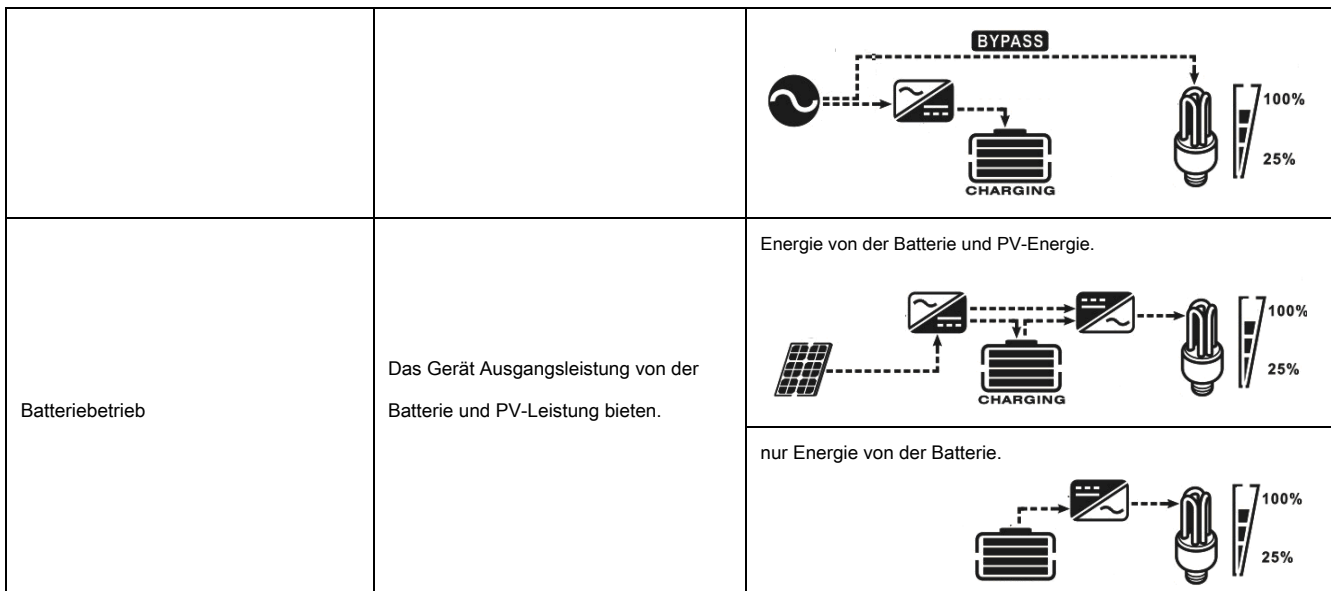 BYPASS
100%
25%
CHARGING
Batteriebetrieb
Das Gerät Ausgangsleistung von der
Batterie und PV-Leistung bieten.
Energie von der Batterie und PV-Energie.
100%
25%
CHARGING
nur Energie von der Batterie.
100%
25%